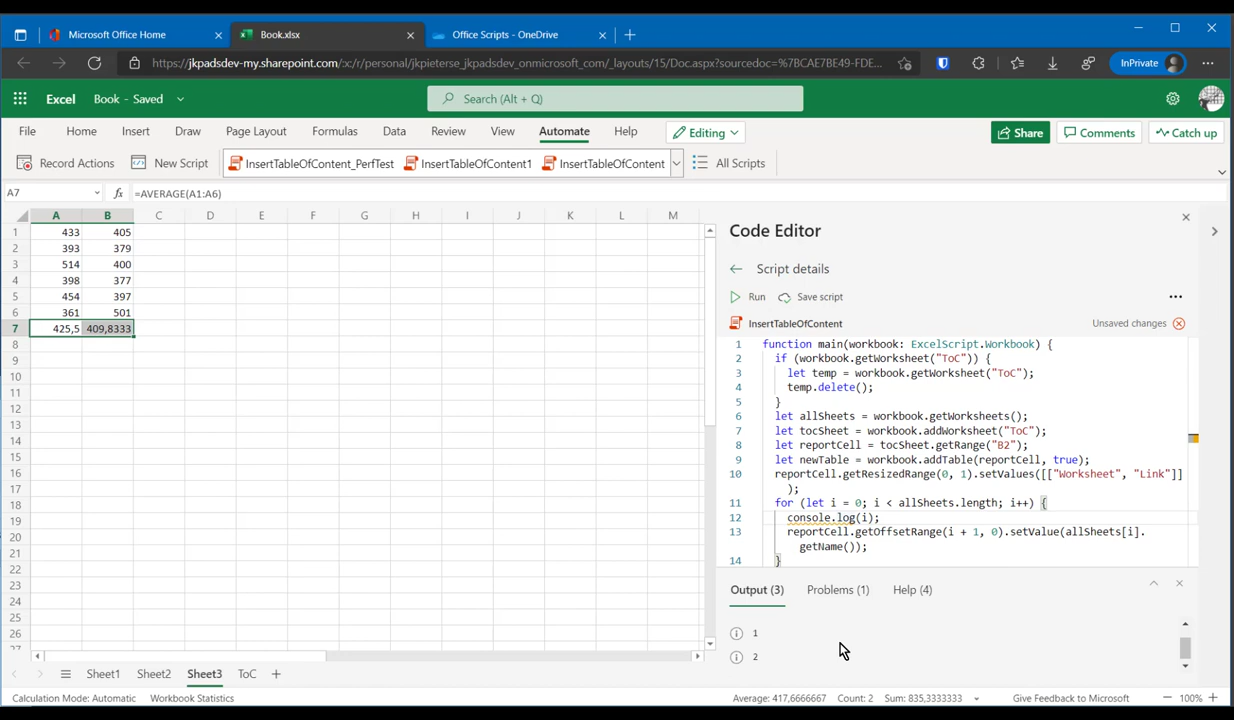 Microsoft Office Home
Book.xlsx
Office Scripts - OneDrive
https://jkpadsdev-my.sharepoint.com/:x:/r/personal/jkpieterse_jkpadsdev_onmicrosoft_com/_layouts/15/Doc.aspx?sourcedoc=%7BCAE7BE49-FDE...
InPrivate
Excel
Book - Saved
Search (Alt + Q)
File Home Insert Draw Page Layout Formulas Data Review View Automate Help
Editing
Share
Comments
Catch up
Record Actions
New Script
InsertTableOfContent_PerfTest
InsertTableOfContent1
InsertTableOfContent
All Scripts
A7
fx
=AVERAGE(A1:A6)
A B C D E F G H I J K L M
1 433 405
2 393 379
3 514 400
4 398 377
5 454 397
6 361 501
7 425,5 409,8333
8
9
10
11
12
13
14
15
16
17
18
19
20
21
22
23
24
25
26
27
Code Editor
Script details
Run
Save script
InsertTableOfContent
Unsaved changes
1 function main(workbook: ExcelScript.Workbook) {
2 if (workbook.getWorksheet("ToC")) {
3 let temp = workbook.getWorksheet("ToC");
4 temp.delete();
5 }
6 let allSheets = workbook.getWorksheets();
7 let tocSheet = workbook.addWorksheet("ToC");
8 let reportCell = tocSheet.getRange("B2");
9 let newTable = workbook.addTable(reportCell, true);
10 reportCell.getResizedRange(0, 1).setValues([["Worksheet", "Link"]]
);
11 for (let i = 0; i < allSheets.length; i++) {
12 console.log(i);
13 reportCell.getOffsetRange(i + 1, 0).setValue(allSheets[i].
getName());
14 }
Output (3)
Problems (1)
Help (4)
1
2
Sheet1
Sheet2
Sheet3
ToC
Calculation Mode: Automatic
Workbook Statistics
Average: 417,6666667
Count: 2
Sum: 835,3333333
Give Feedback to Microsoft
100%